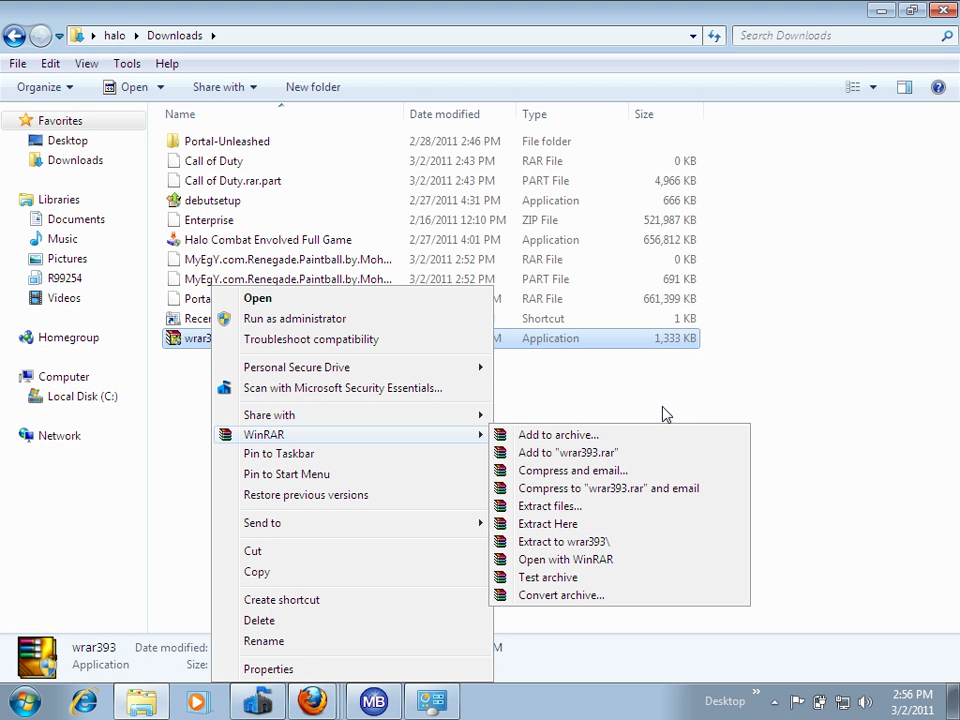 halo Downloads
Search Downloads
File Edit View Tools Help
Organize Open Share with New folder
Name Date modified Type Size
Favorites
Desktop
Downloads
Libraries
Documents
Music
Pictures
R99254
Videos
Homegroup
Computer
Local Disk (C:)
Network
Portal-Unleashed 2/28/2011 2:46 PM File folder
Call of Duty 3/2/2011 2:43 PM RAR File 0 KB
Call of Duty.rar.part 3/2/2011 2:43 PM PART File 4,966 KB
debutsetup 2/27/2011 4:31 PM Application 666 KB
Enterprise 2/16/2011 12:10 PM ZIP File 521,987 KB
Halo Combat Envolved Full Game 2/27/2011 4:01 PM Application 656,812 KB
MyEgY.com.Renegade.Paintball.by.Moh... 3/2/2011 2:52 PM RAR File 0 KB
MyEgY.com.Renegade.Paintball.by.Moh... 3/2/2011 2:52 PM PART File 691 KB
Porta M RAR File 661,399 KB
Recen M Shortcut 1 KB
wrar3 M Application 1,333 KB
Open
Run as administrator
Troubleshoot compatibility
Personal Secure Drive
Scan with Microsoft Security Essentials...
Share with
WinRAR
Pin to Taskbar
Pin to Start Menu
Restore previous versions
Send to
Cut
Copy
Create shortcut
Delete
Rename
Properties
Add to archive...
Add to "wrar393.rar"
Compress and email...
Compress to "wrar393.rar" and email
Extract files...
Extract Here
Extract to wrar393\
Open with WinRAR
Test archive
Convert archive...
wrar393 Date modified: M
Application Size:
MB
Desktop
2:56 PM
3/2/2011